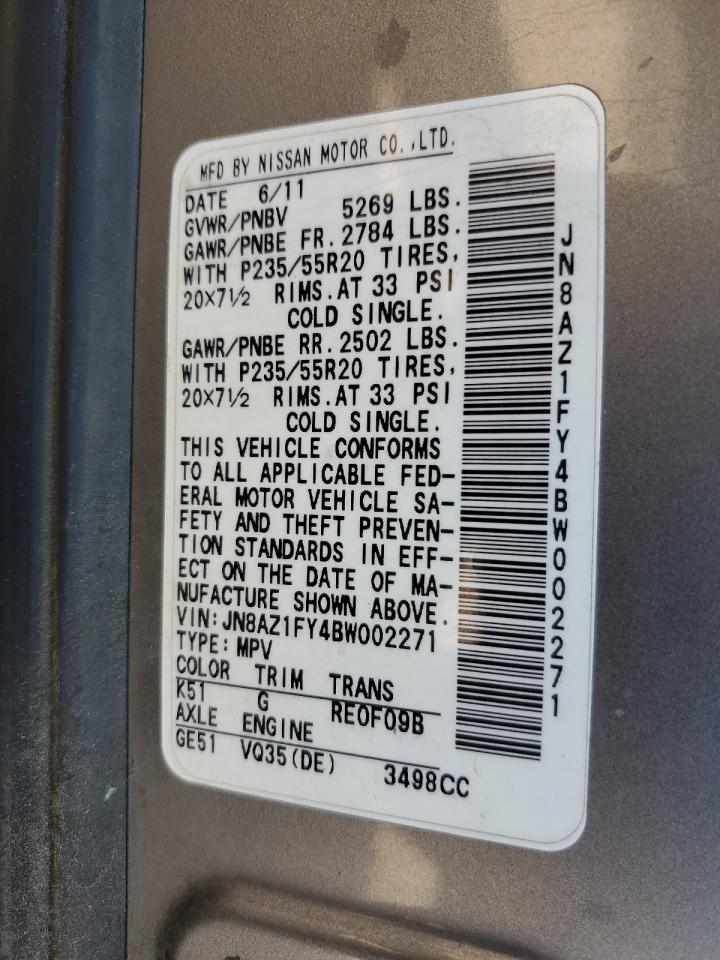 MFD BY NISSAN MOTOR CO.,LTD.
DATE 6/11
GVWR/PNBV 5269 LBS.
GAWR/PNBE FR.2784 LBS.
WITH P235/55R20 TIRES,
20×7½ RIMS.AT 33 PSI
COLD SINGLE.
GAWR/PNBE RR.2502 LBS.
WITH P235/55R20 TIRES,
20×7½ RIMS.AT 33 PSI
COLD SINGLE.
THIS VEHICLE CONFORMS
TO ALL APPLICABLE FED-
ERAL MOTOR VEHICLE SA-
FETY AND THEFT PREVEN-
TION STANDARDS IN EFF-
ECT ON THE DATE OF MA-
NUFACTURE SHOWN ABOVE.
VIN:JN8AZ1FY4BW002271
TYPE:MPV
COLOR TRIM TRANS
K51 G RE0F09B
AXLE ENGINE
GE51 VQ35(DE) 3498CC
JN8AZ1FY4BW002271